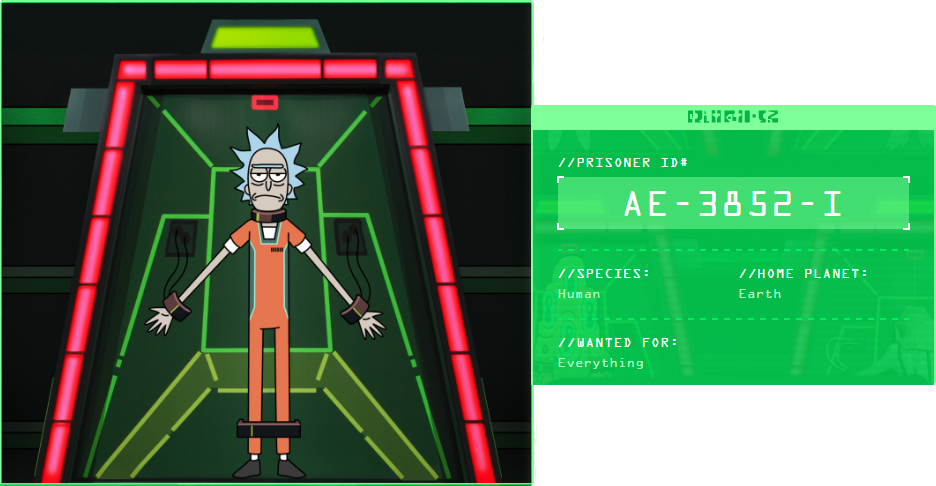 //PRISONER ID#
AE-3852-I
//SPECIES:
//HOME PLANET:
Human
Earth
//WANTED FOR:
Everything